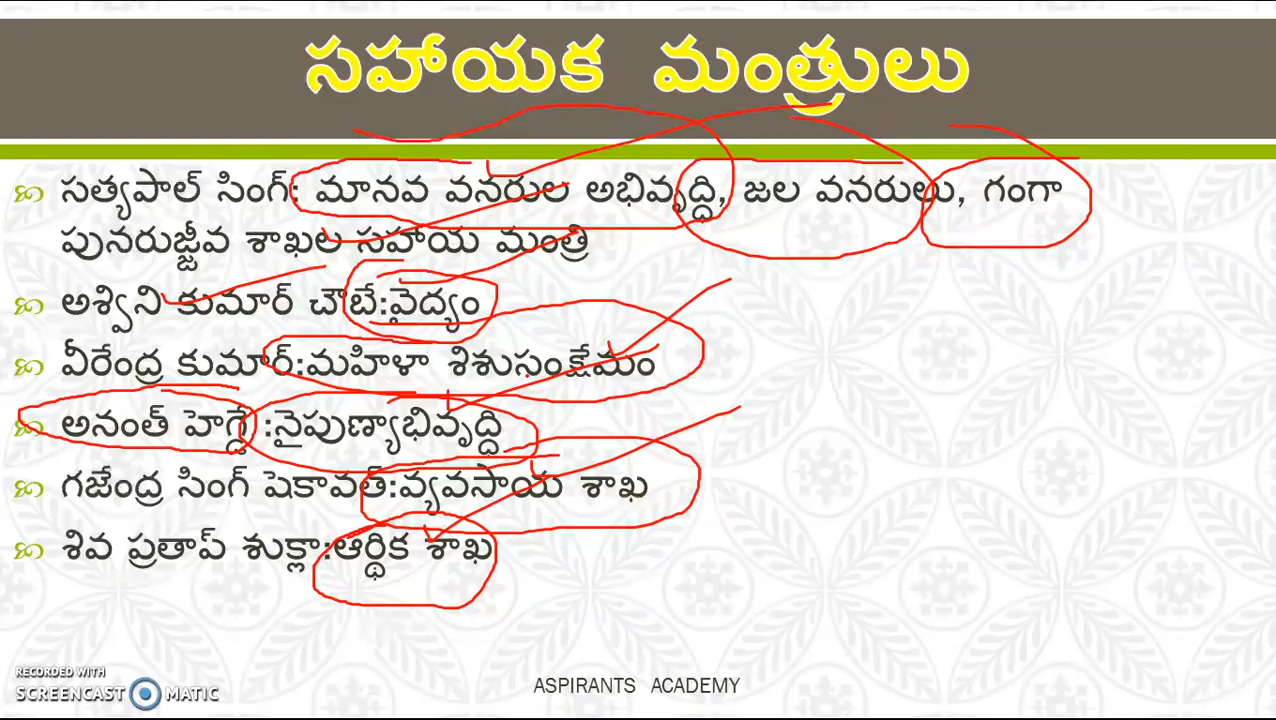 సహాయక మంత్రులు
సత్యపాల్ సింగ్: మానవ వనరుల అభివృద్ధి, జల వనరులు, గంగా
పునరుజ్జీవ శాఖల సహాయ మంత్రి
అశ్విని కుమార్ చౌబే:వైద్యం
వీరేంద్ర కుమార్:మహిళా శిశుసంక్షేమం
అనంత్ హెగ్డే :నైపుణ్యాభివృద్ధి
గజేంద్ర సింగ్ షెకావత్:వ్యవసాయ శాఖ
శివ ప్రతాప్ శుక్లా:ఆర్థిక శాఖ
RECORDED WITH
SCREENCAST MATIC
ASPIRANTS ACADEMY